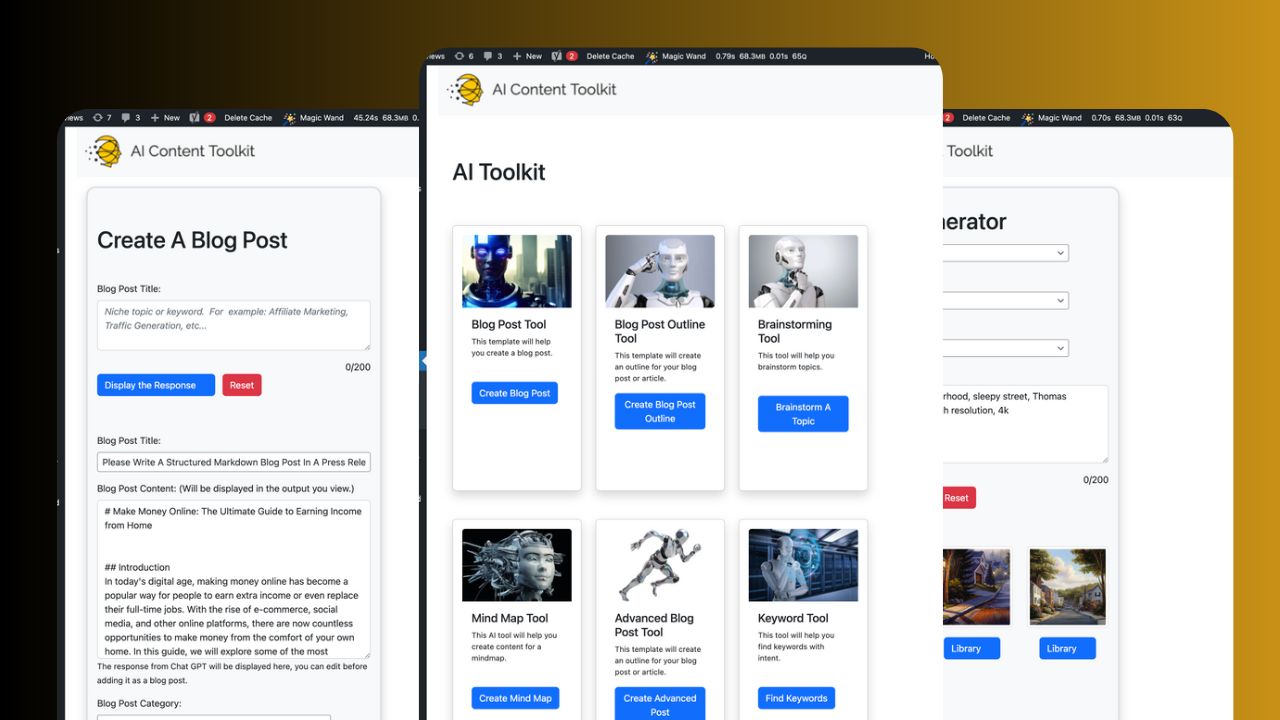 ews 7 3 New 2 Delete Cache Magic Wand 45.24s 68.3MB 0.
AI Content Toolkit
Create A Blog Post
Blog Post Title:
Niche topic or keyword. For example: Affiliate Marketing,
Traffic Generation, etc...
0/200
Display the Response Reset
Blog Post Title:
Please Write A Structured Markdown Blog Post In A Press Rele
Blog Post Content: (Will be displayed in the output you view.)
# Make Money Online: The Ultimate Guide to Earning Income
from Home
## Introduction
In today's digital age, making money online has become a
popular way for people to earn extra income or even replace
their full-time jobs. With the rise of e-commerce, social
media, and other online platforms, there are now countless
opportunities to make money from the comfort of your own
home. In this guide, we will explore some of the most
The response from Chat GPT will be displayed here, you can edit before
adding it as a blog post.
Blog Post Category:
ews 6 3 New 2 Delete Cache Magic Wand 0.79s 68.3MB 0.01s 65Q Ho
AI Content Toolkit
AI Toolkit
Blog Post Tool
This template will help
you create a blog post.
Create Blog Post
Blog Post Outline
Tool
This template will create
an outline for your blog
post or article.
Create Blog Post
Outline
Brainstorming
Tool
This tool will help you
brainstorm topics.
Brainstorm A
Topic
Mind Map Tool
This AI tool will help you
create content for a
mindmap.
Create Mind Map
Advanced Blog
Post Tool
This template will create
an outline for your blog
post or article.
Create Advanced
Post
Keyword Tool
This tool will help you
find keywords with
intent.
Find Keywords
2 Delete Cache Magic Wand 0.70s 68.3MB 0.01s 63Q
Toolkit
nerator
rhood, sleepy street, Thomas
h resolution, 4k
0/200
Reset
Library Library